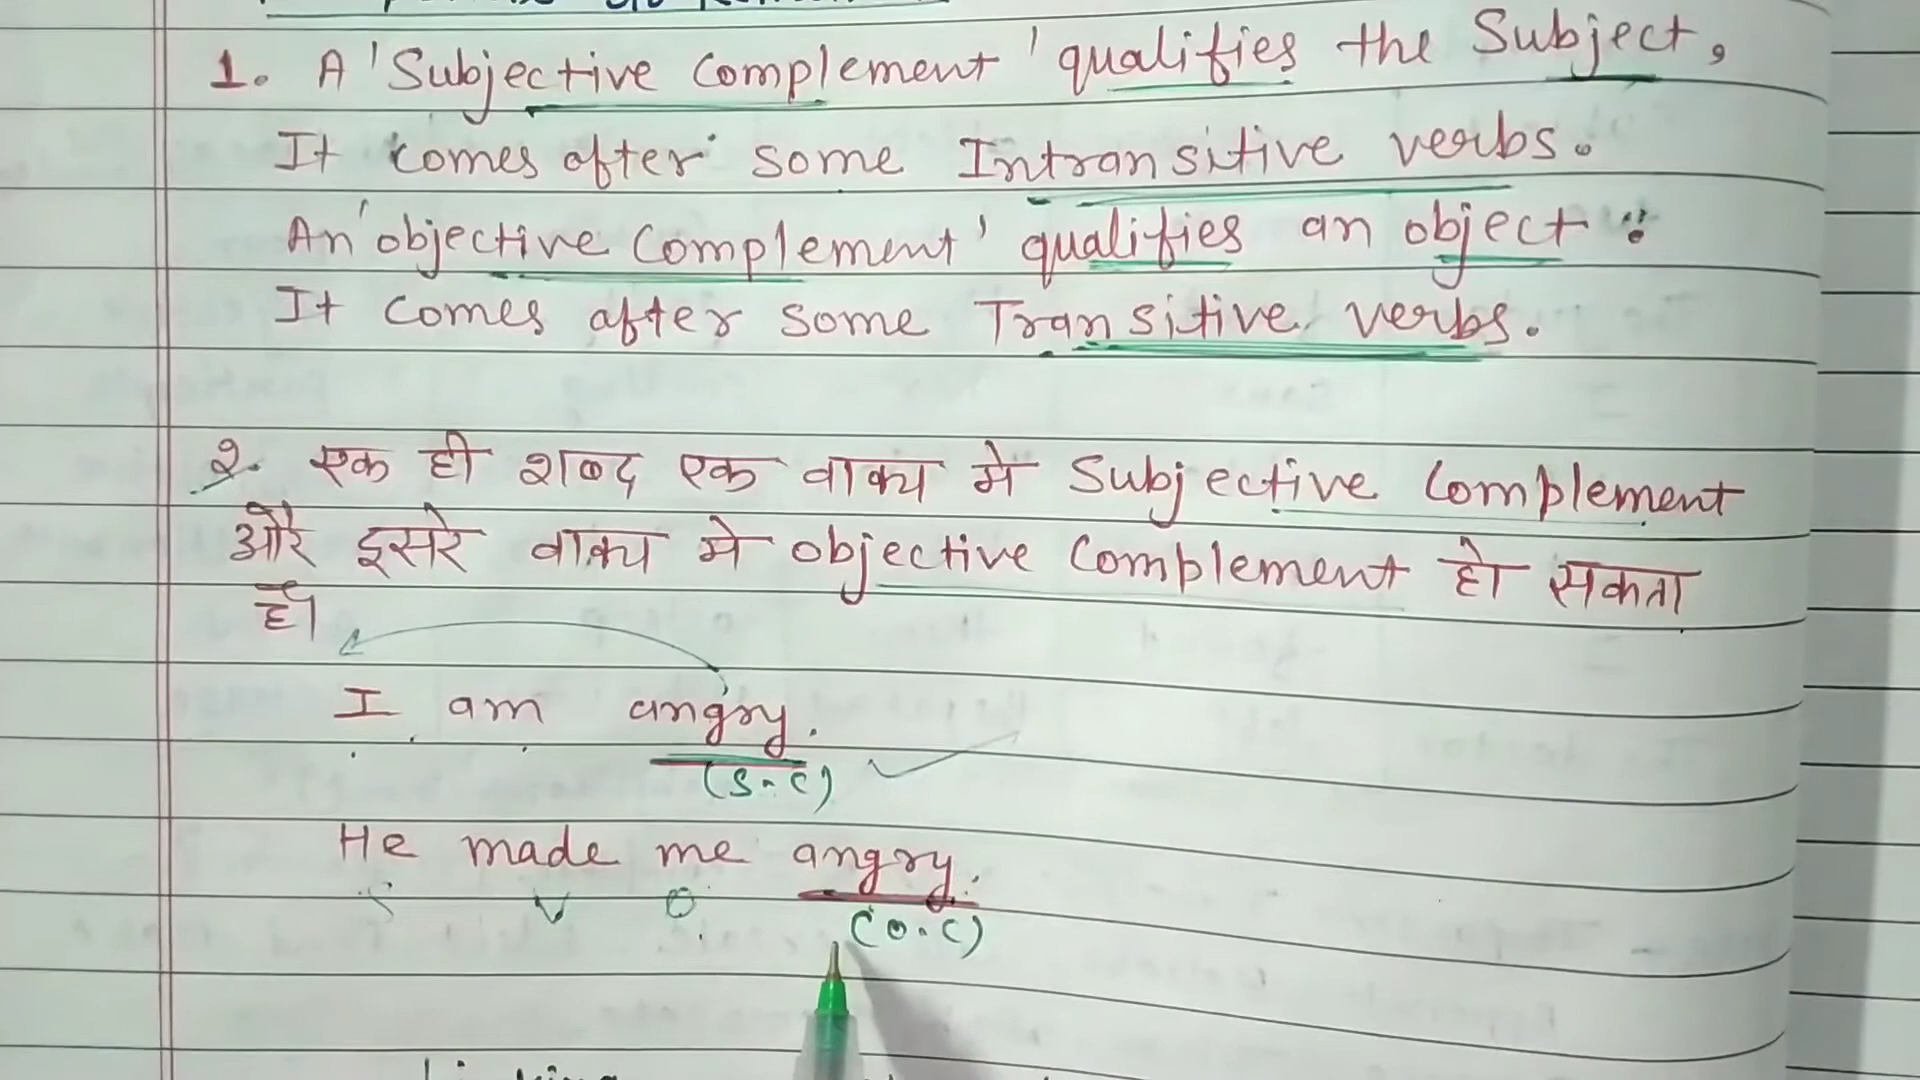 1. A 'Subjective Complement' qualifies the Subject,
It comes after some Intransitive verbs.
An 'objective Complement' qualifies an object:
It comes after some Transitive verbs.
2. एक ही शब्द एक वाक्य मे Subjective Complement
और दुसरे वाक्य मे objective Complement हो सकता
है।
I am angry.
(S.C)
He made me angry.
S V O (O.C)